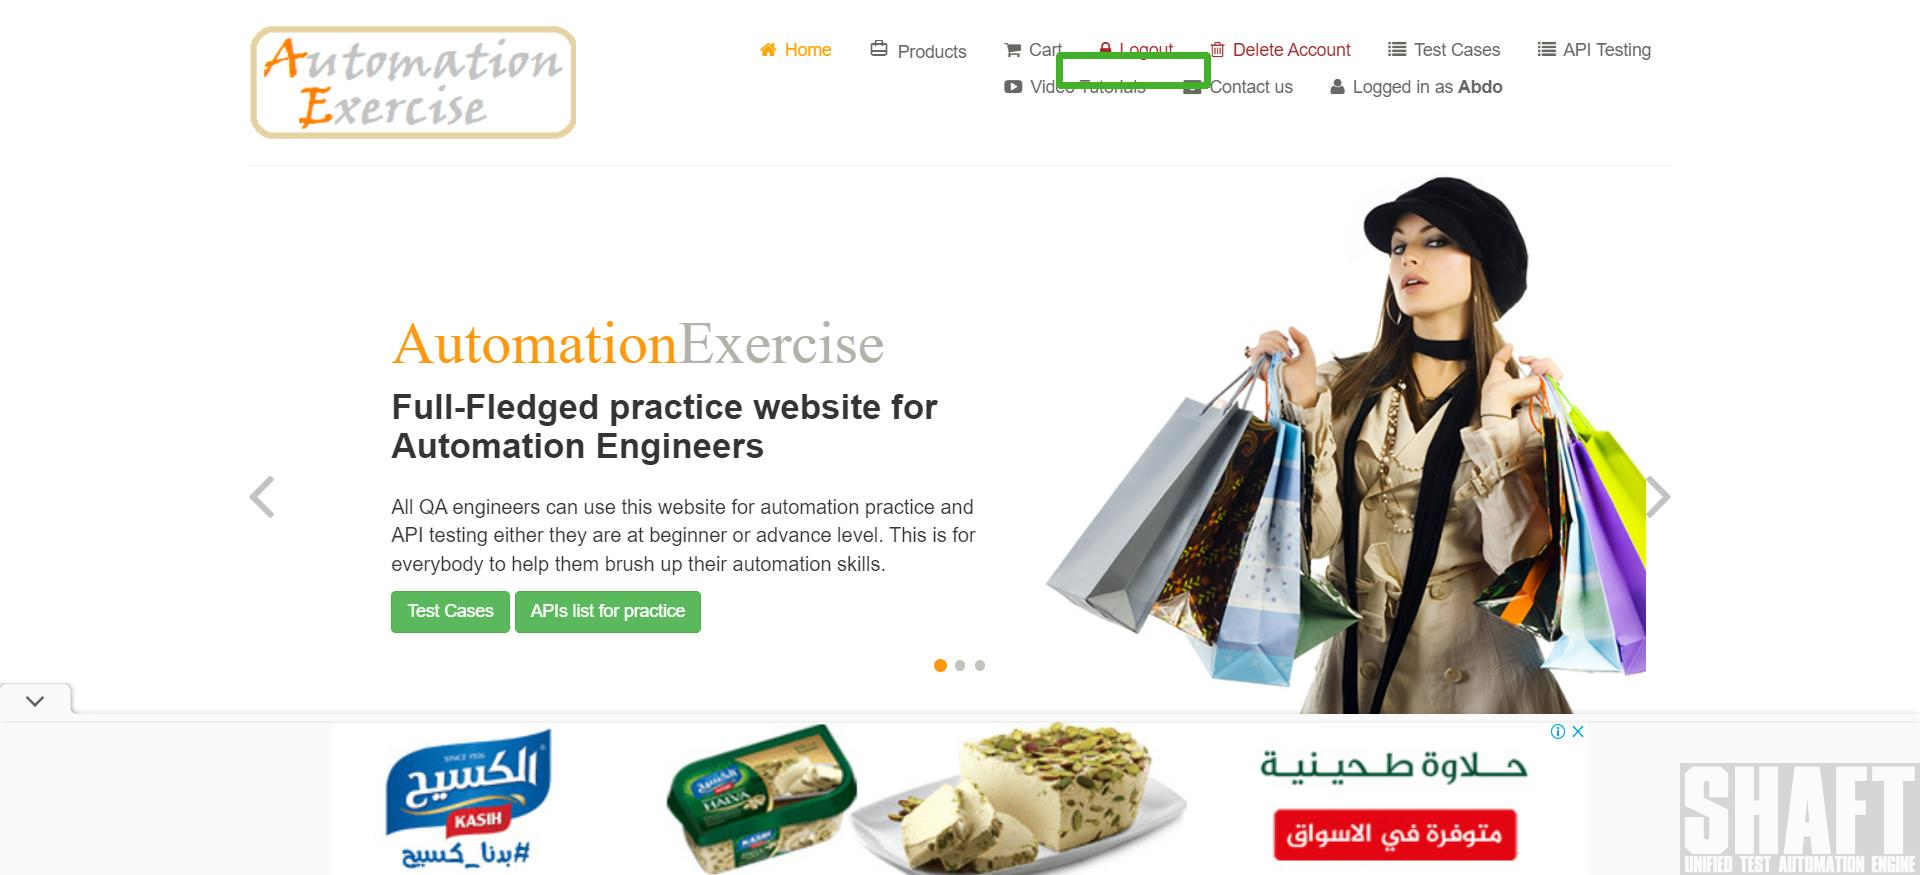 Automation
Exercise
Home Products Cart Logout Delete Account Test Cases API Testing
Video Tutorials Contact us Logged in as Abdo
AutomationExercise
Full-Fledged practice website for
Automation Engineers
All QA engineers can use this website for automation practice and
API testing either they are at beginner or advance level. This is for
everybody to help them brush up their automation skills.
Test Cases APIs list for practice
SINCE 1926
الكسيح
KASIH
#بدنا_كسيح
الكسيح
HALVA
KASIH
حلاوة طحينية
متوفرة في الاسواق
SHAFT
UNIFIED TEST AUTOMATION ENGINE